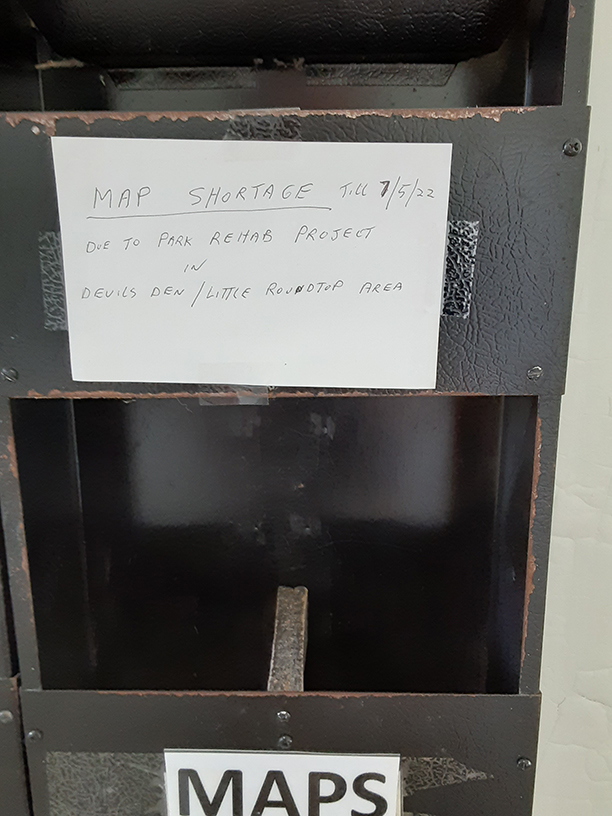 MAP SHORTAGE TILL 7/5/22
DUE TO PARK REHAB PROJECT
IN
DEVILS DEN / LITTLE ROUNDTOP AREA
MAPS